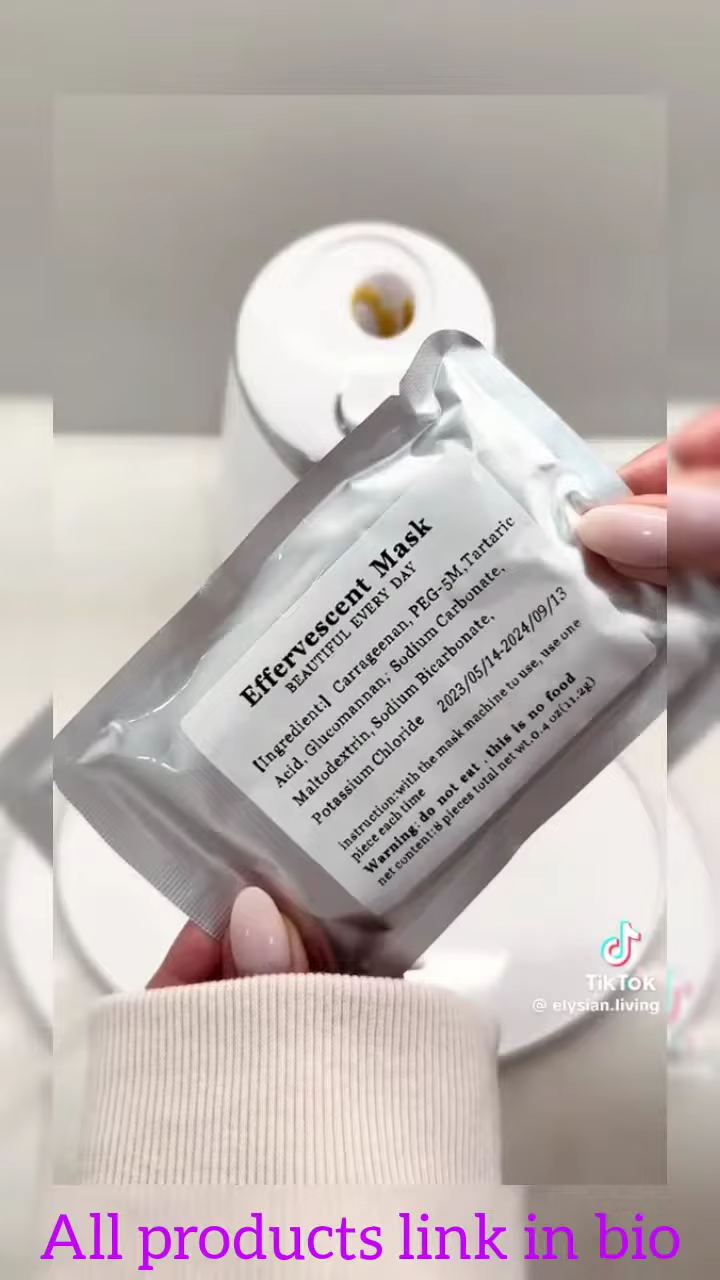 Effervescent Mask
BEAUTIFUL EVERY DAY
【Ingredient:】 Carrageenan, PEG-5M,Tartaric
Acid, Glucomannan; Sodium Carbonate,
Maltodextrin, Sodium Bicarbonate,
Potassium Chloride 2023/05/14-2024/09/13
instruction:with the mask machine to use, use one
piece each time
Warning: do not eat , this is no food
net content:8 pieces total net wt.0.4 oz(11.2g)
TikTok
@ elysian.living
All products link in bio